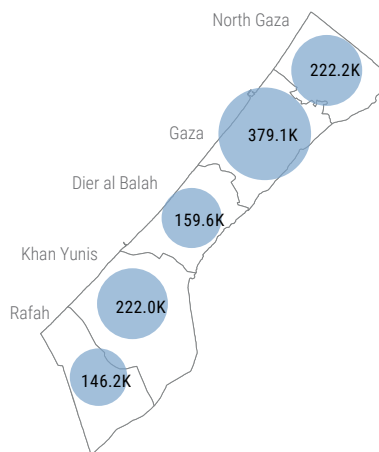 North Gaza
222.2K
379.1K
Gaza
Dier al Balah
159.6K
Khan Yunis
222.0K
Rafah
146.2K